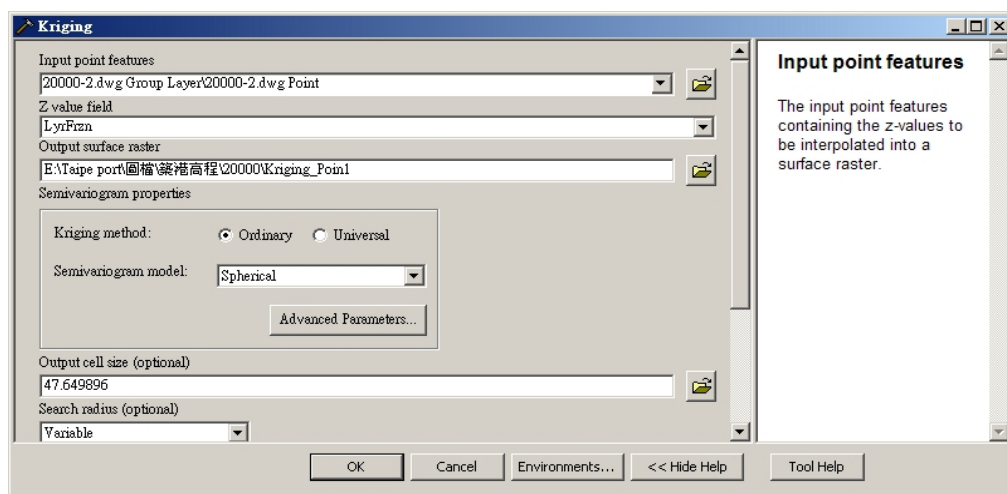 Kriging
Input point features
20000-2.dwg Group Layer\20000-2.dwg Point
Z value field
LyrFrzn
Output surface raster
E:\Taipe port\圖檔\築港高程\20000\Kriging_Poin1
Semivariogram properties
Kriging method:
Ordinary
Universal
Semivariogram model:
Spherical
Advanced Parameters...
Output cell size (optional)
47.649896
Search radius (optional)
Variable
OK
Cancel
Environments...
<< Hide Help
Tool Help
Input point features
The input point features
containing the z-values to
be interpolated into a
surface raster.